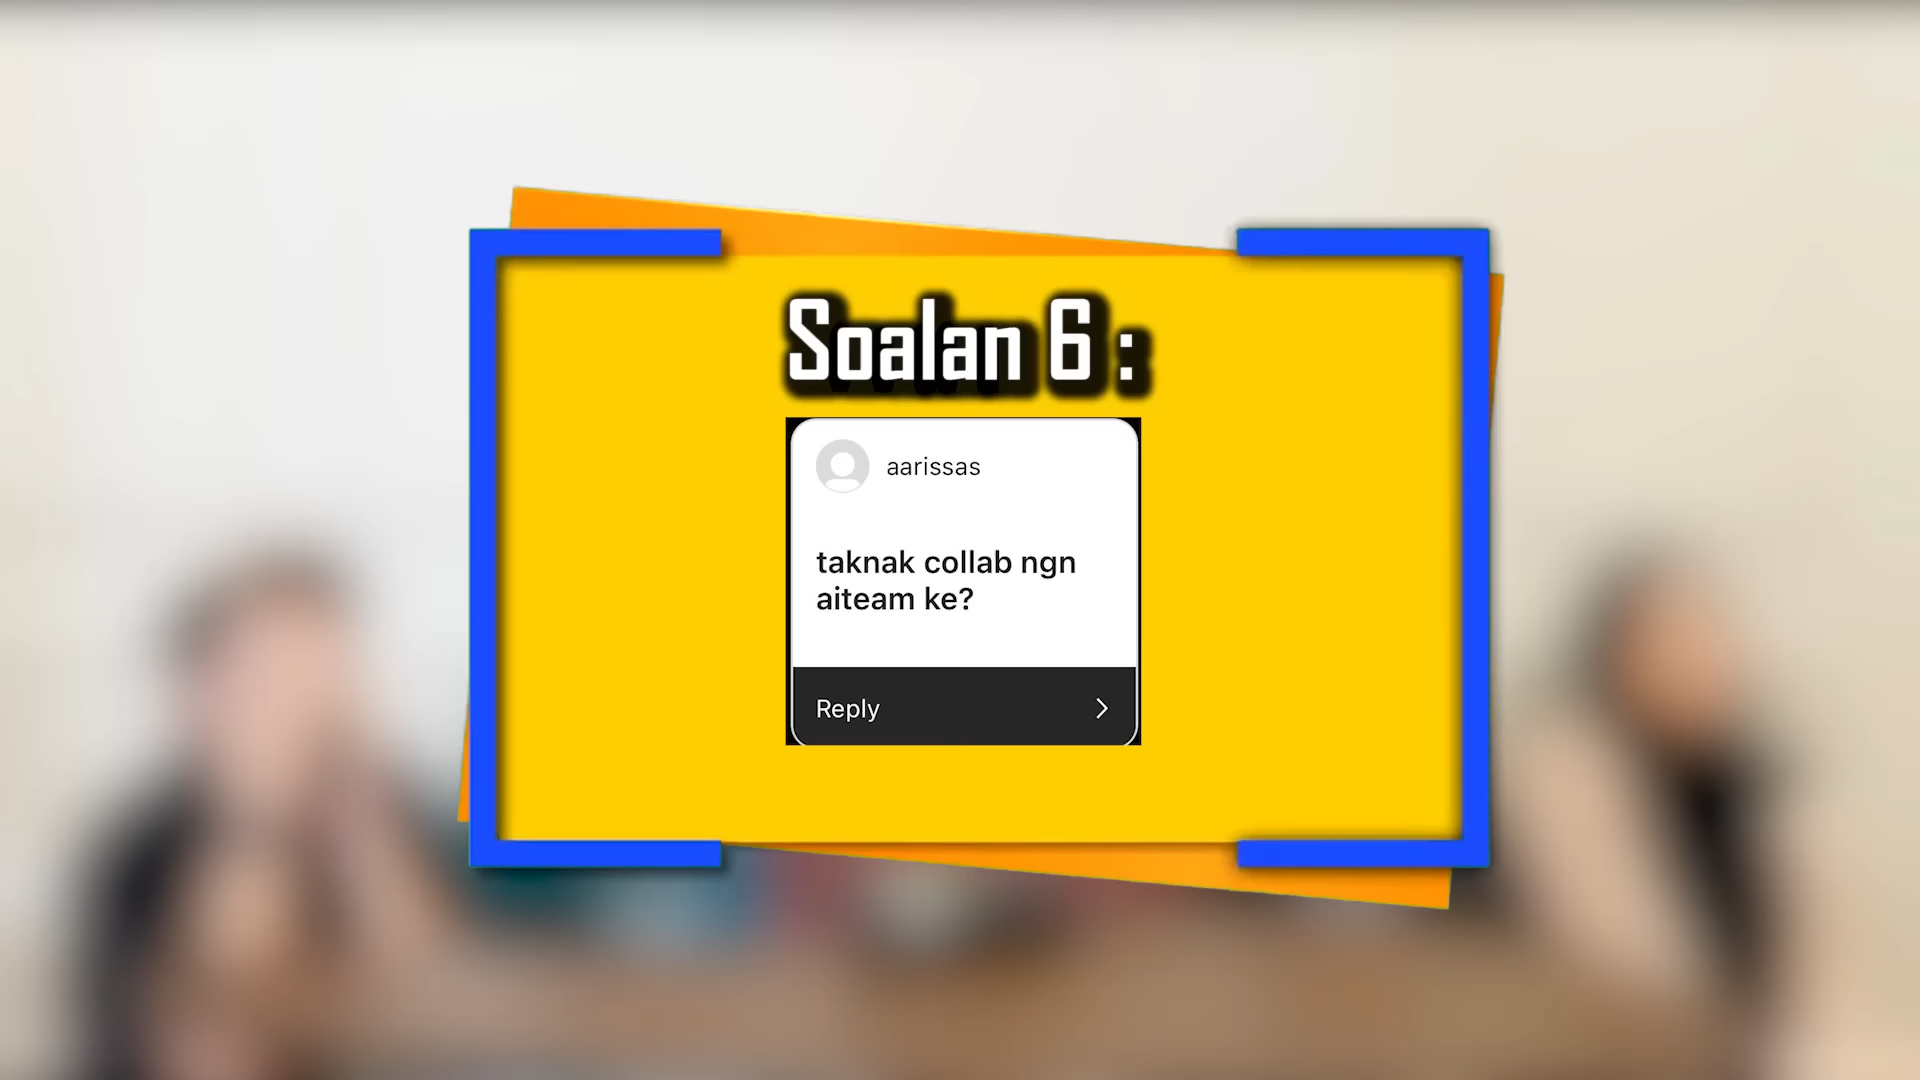 Soalan 6 :
aarissas
taknak collab ngn
aiteam ke?
Reply